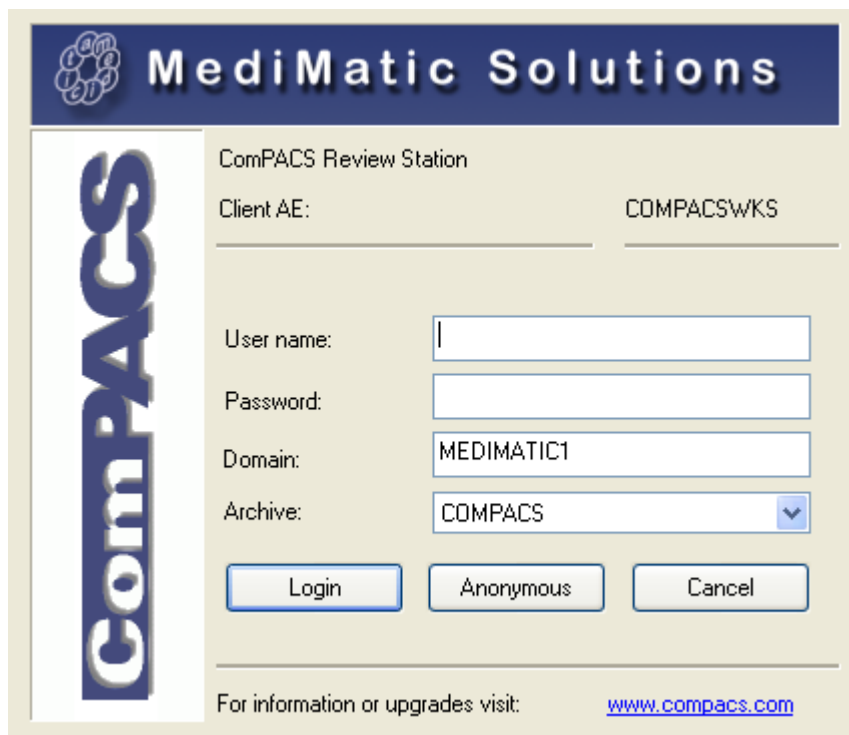 MediMatic Solutions
ComPACS
ComPACS Review Station
Client AE: COMPACSWKS
User name:
Password:
Domain: MEDIMATIC1
Archive: COMPACS
Login Anonymous Cancel
For information or upgrades visit: www.compacs.com